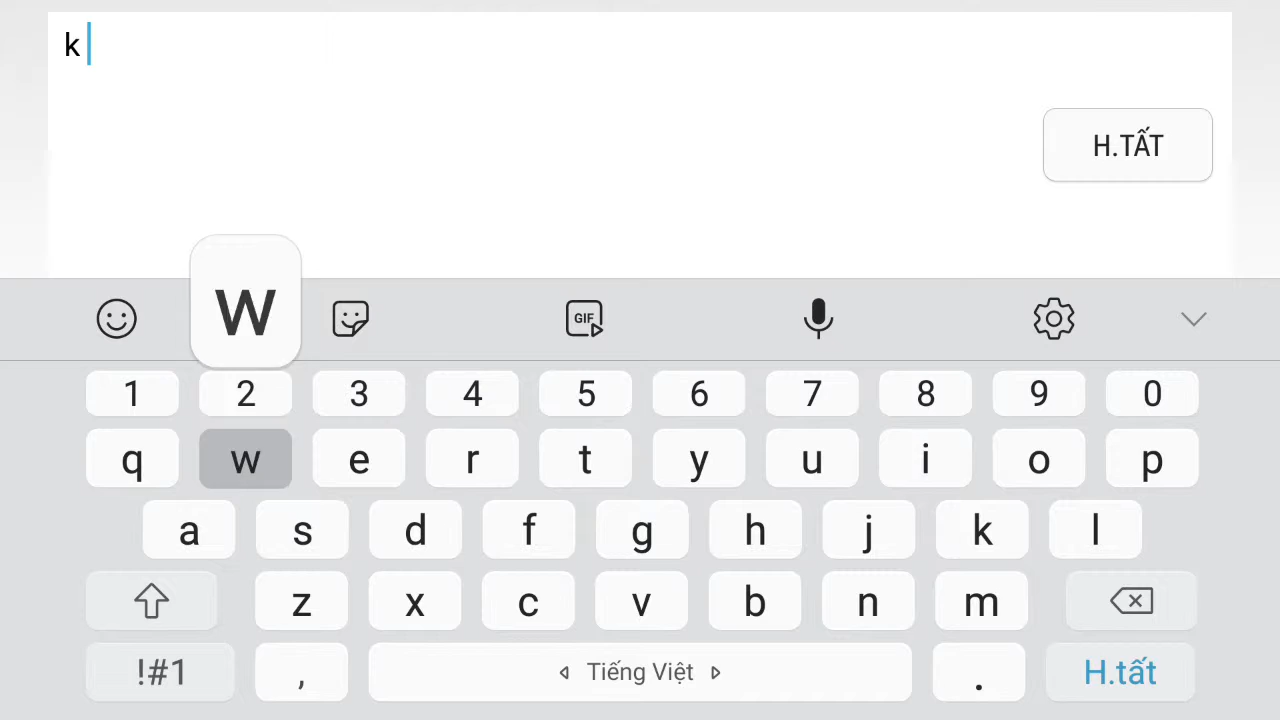 k
H.TẤT
w
GIF
1 2 3 4 5 6 7 8 9 0
q w e r t y u i o p
a s d f g h j k l
z x c v b n m
!#1 , Tiếng Việt . H.tất